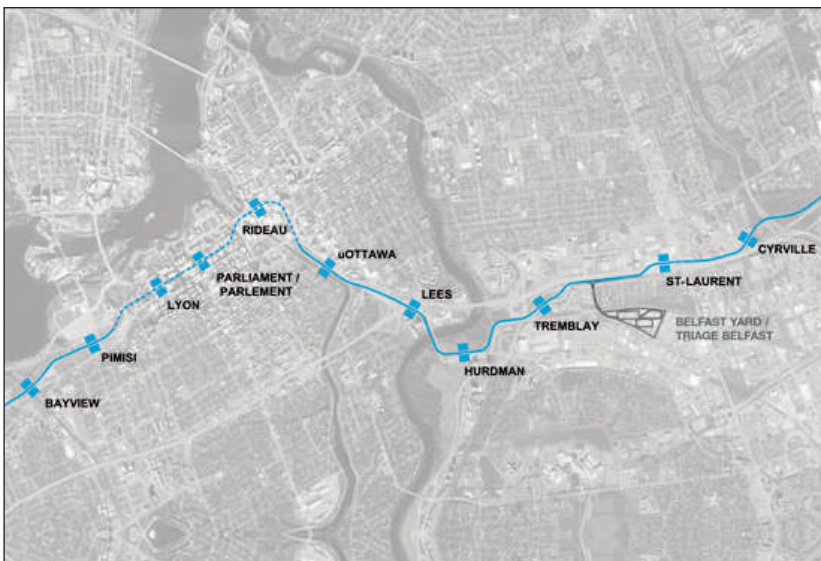 RIDEAU
uOTTAWA
CYRVILLE
PARLIAMENT /
PARLEMENT
ST-LAURENT
LEES
LYON
TREMBLAY
BELFAST YARD /
TRIAGE BELFAST
PIMISI
HURDMAN
BAYVIEW